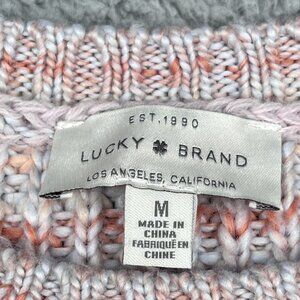 EST. 1990
LUCKY BRAND
LOS ANGELES, CALIFORNIA
M
MADE IN
CHINA
FABRIQUÉ EN
CHINE